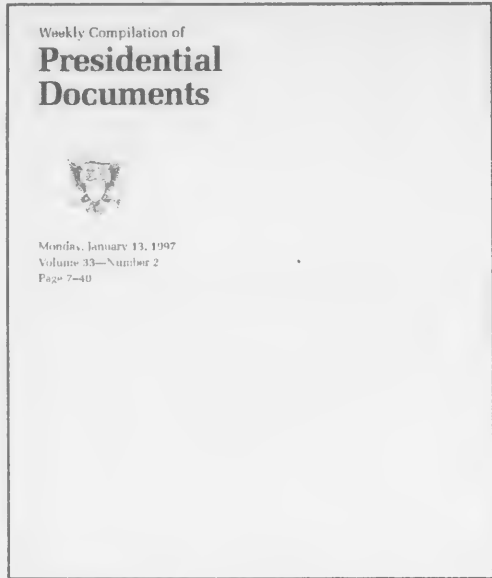 Weekly Compilation of
Presidential
Documents
Monday, January 13, 1997
Volume 33—Number 2
Page 7–40